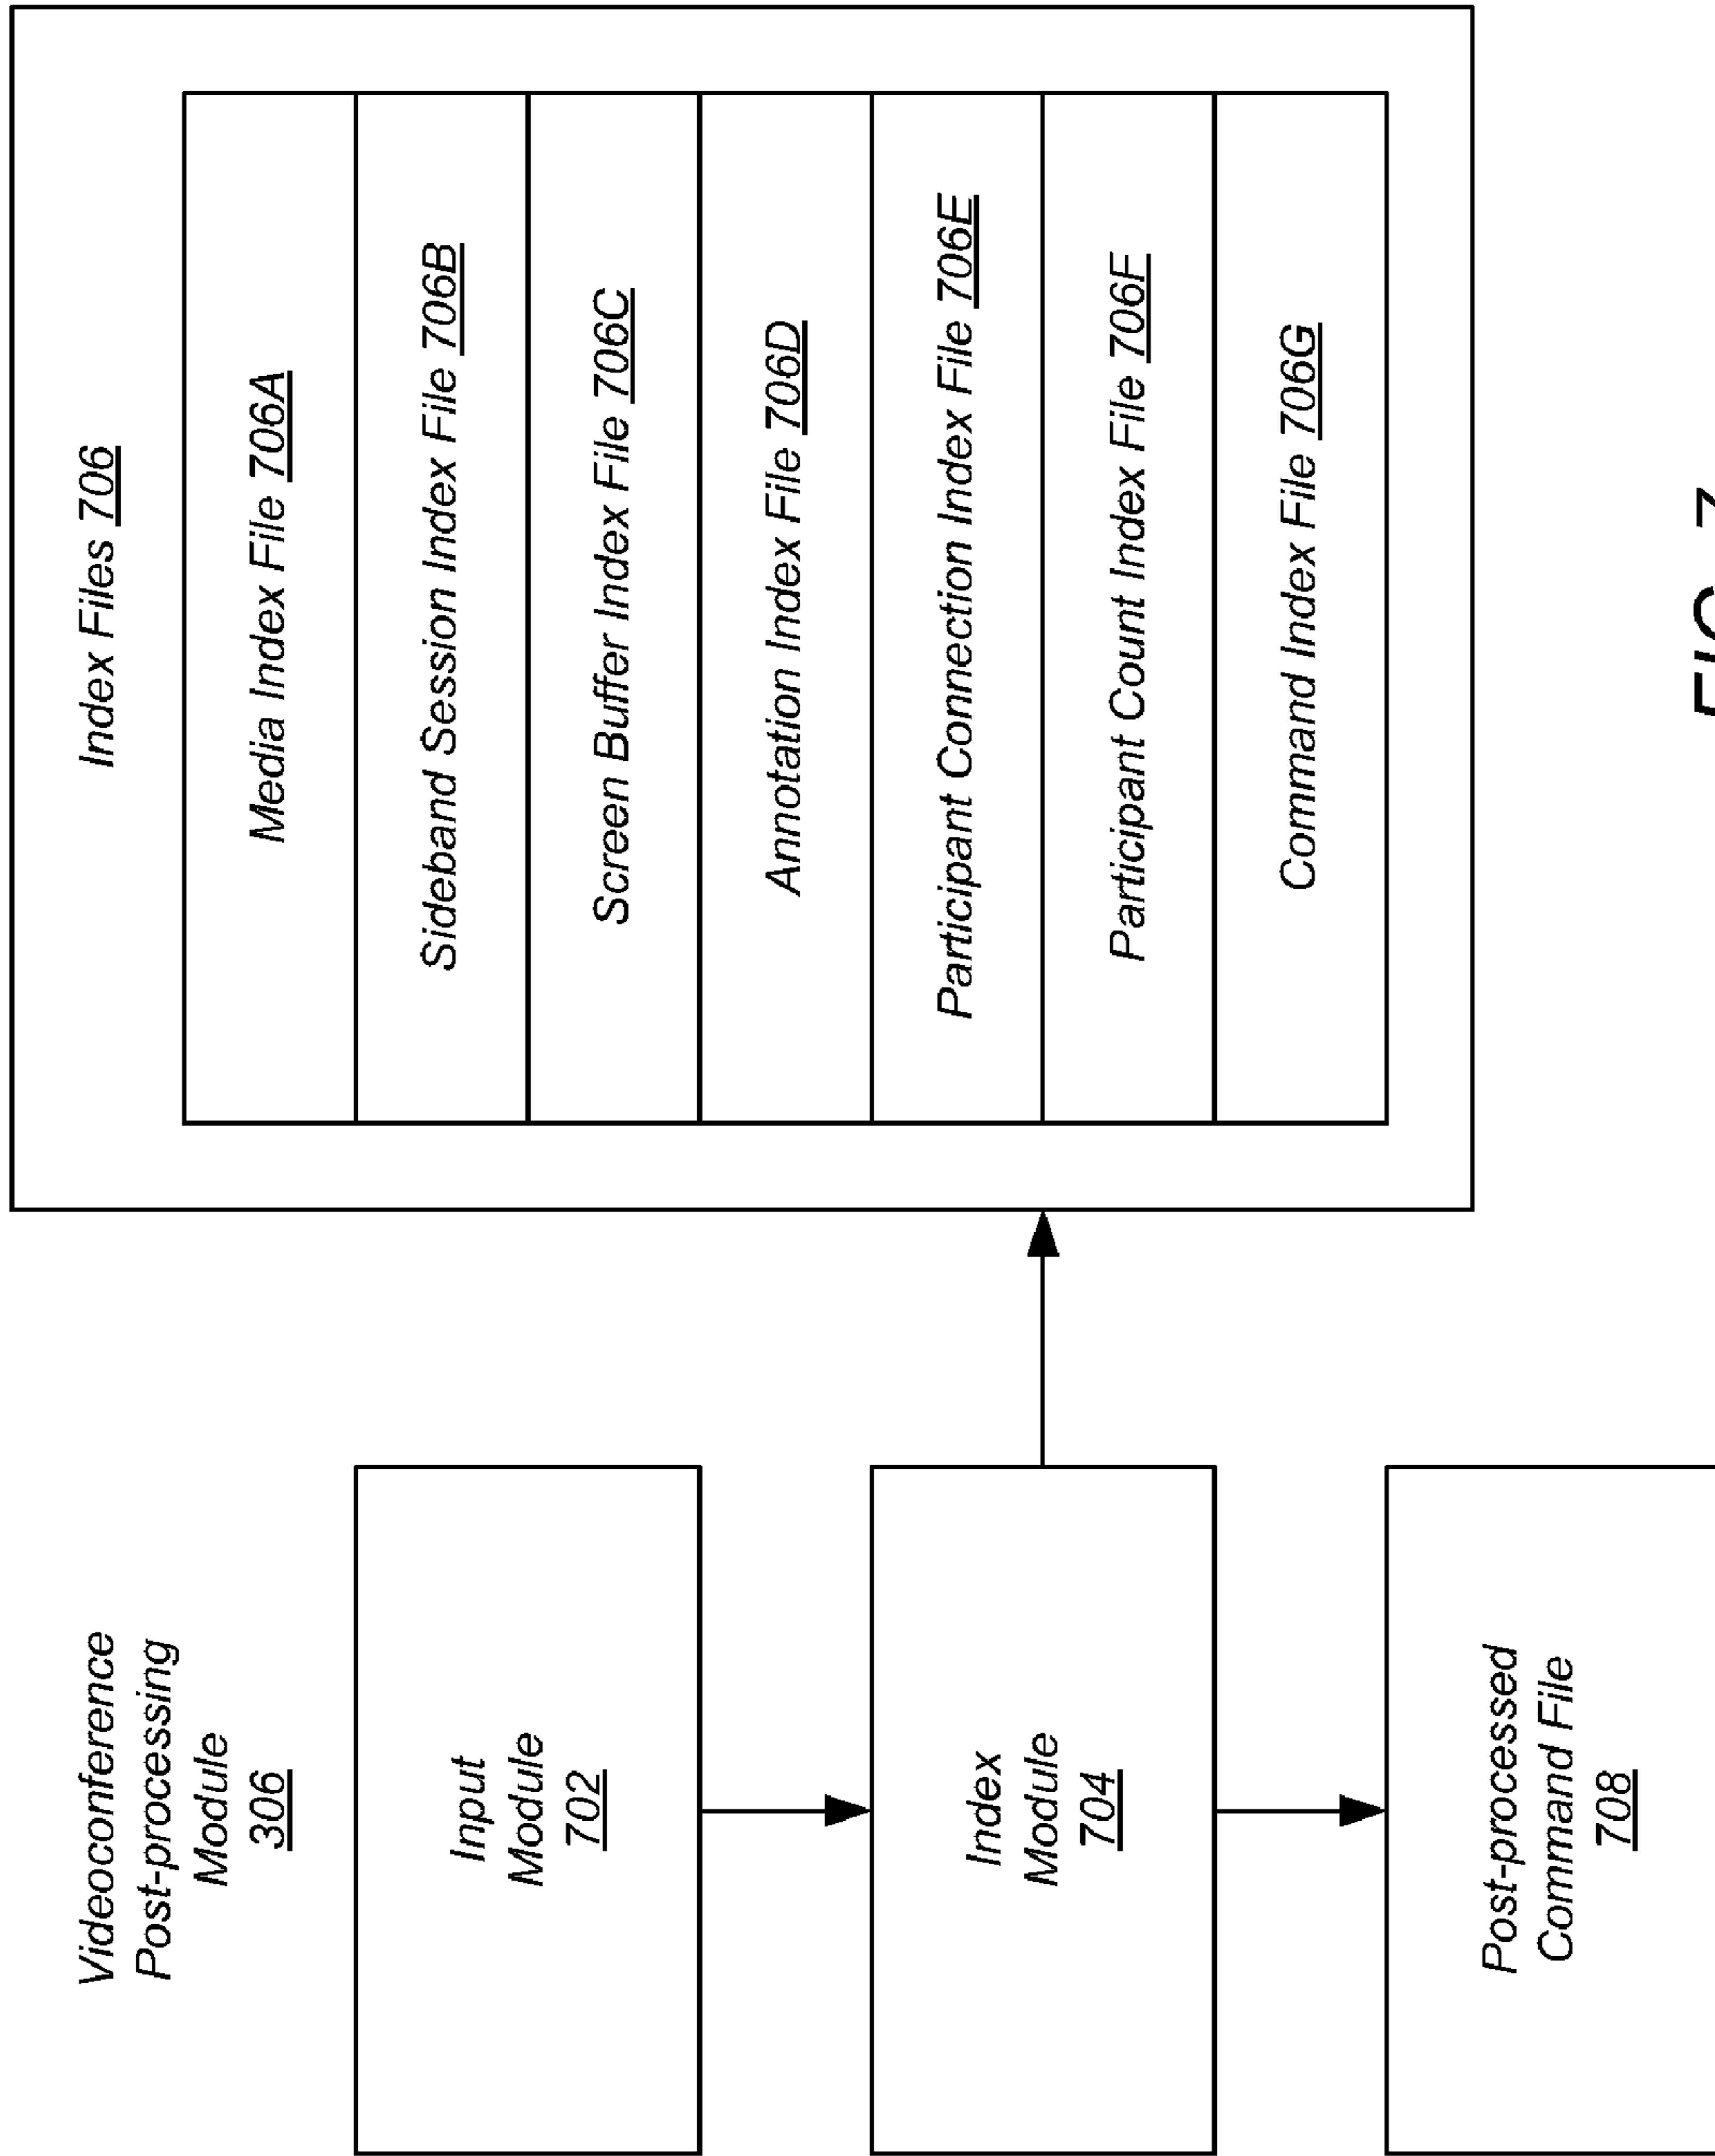 Videoconference
Post-processing
Module
306
Input
Module
702
Index
Module
704
Post-processed
Command File
708
Index Files 706
Media Index File 706A
Sideband Session Index File 706B
Screen Buffer Index File 706C
Annotation Index File 706D
Participant Connection Index File 706E
Participant Count Index File 706F
Command Index File 706G